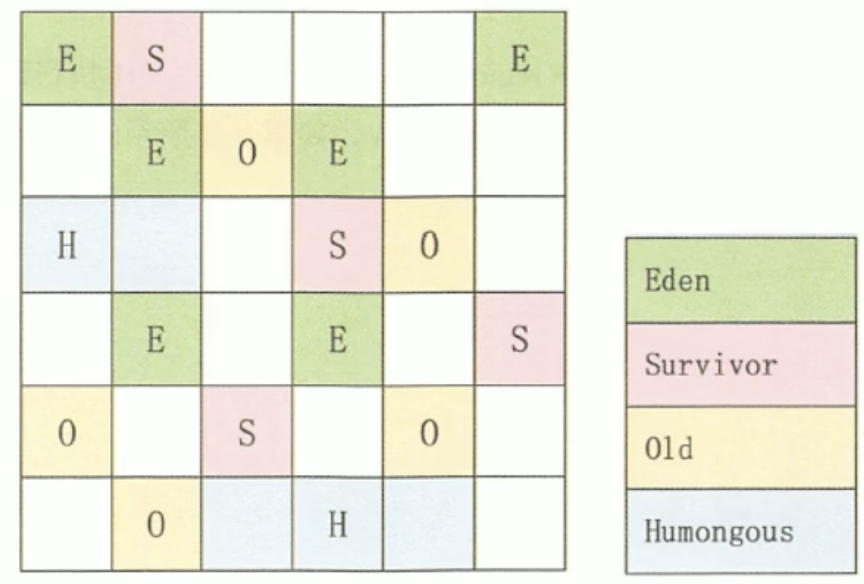 E S E
E O E
H S O
E E S
O S O
O H
Eden
Survivor
Old
Humongous